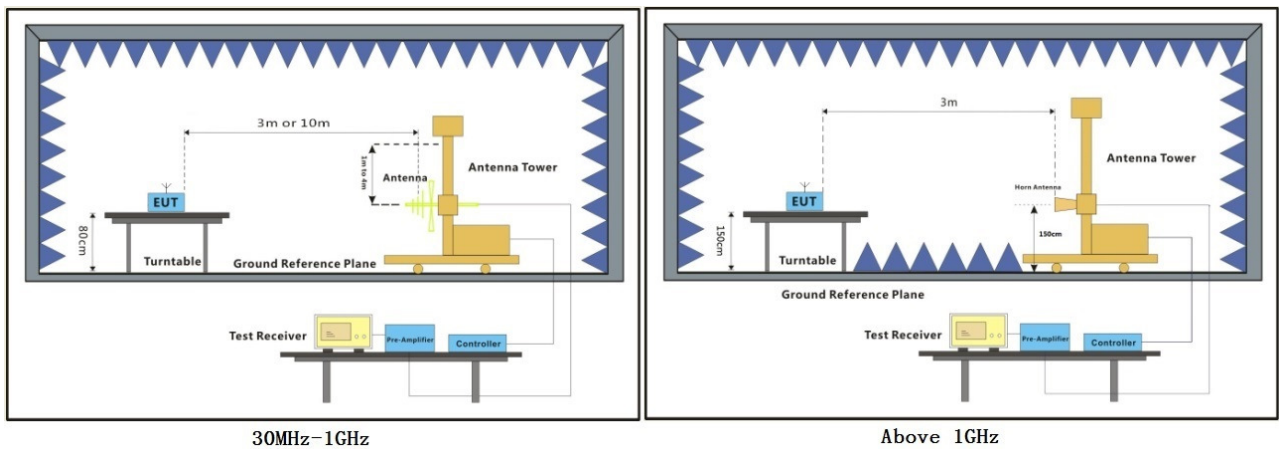 3m or 10m
1m to 4m
Antenna
Antenna Tower
EUT
80cm
Turntable
Ground Reference Plane
Test Receiver
Pre-Amplifier
Controller
30MHz-1GHz
3m
Antenna Tower
Horn Antenna
EUT
150cm
150cm
Turntable
Ground Reference Plane
Test Receiver
Pre-Amplifier
Controller
Above 1GHz